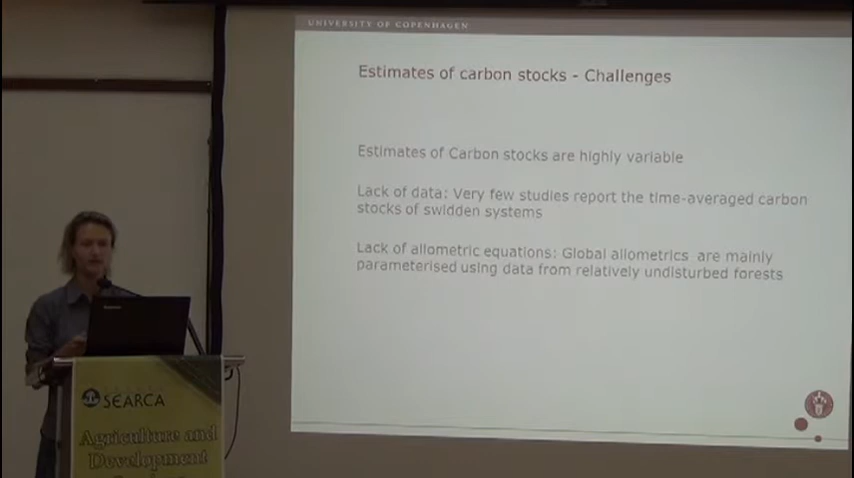 UNIVERSITY OF COPENHAGEN
Estimates of carbon stocks - Challenges
Estimates of Carbon stocks are highly variable
Lack of data: Very few studies report the time-averaged carbon
stocks of swidden systems
Lack of allometric equations: Global allometrics are mainly
parameterised using data from relatively undisturbed forests
SEARCA
Agriculture and
Development